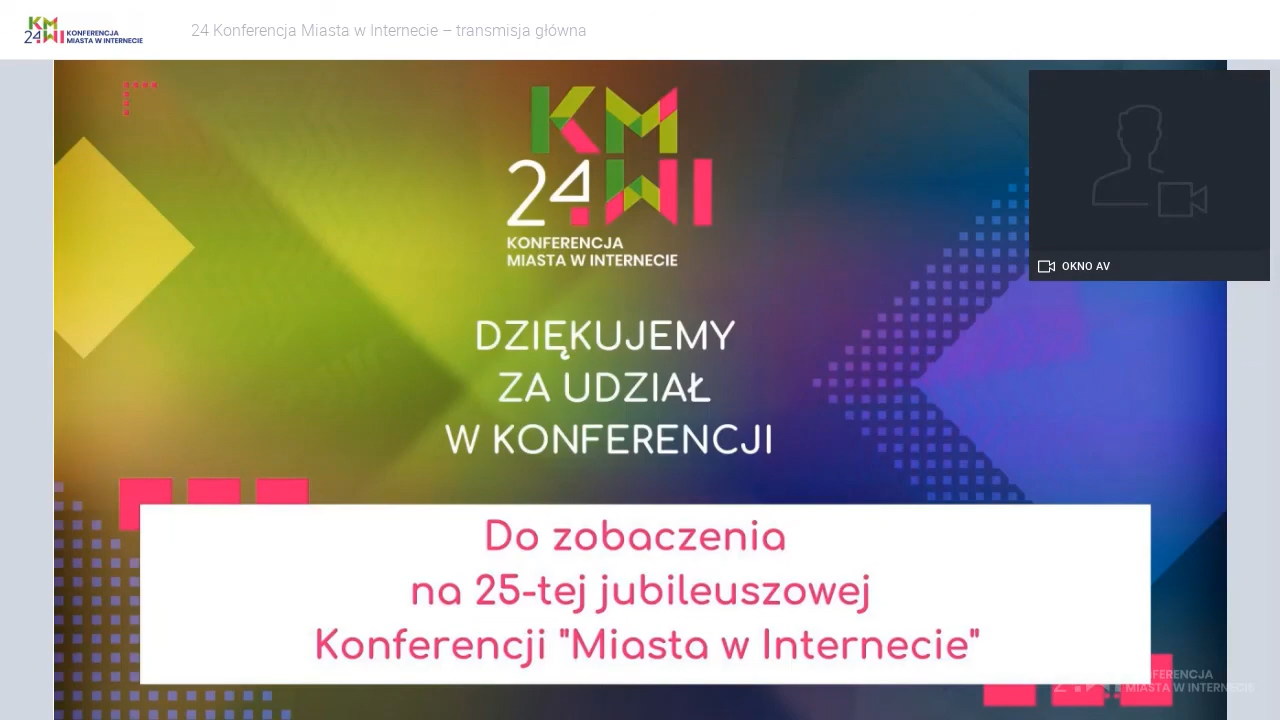 KM
24 WI
KONFERENCJA
MIASTA W INTERNECIE
24 Konferencja Miasta w Internecie – transmisja główna
KM
24 WI
KONFERENCJA
MIASTA W INTERNECIE
OKNO AV
DZIĘKUJEMY
ZA UDZIAŁ
W KONFERENCJI
Do zobaczenia
na 25-tej jubileuszowej
Konferencji "Miasta w Internecie"
MIASTA W INTERNECIE